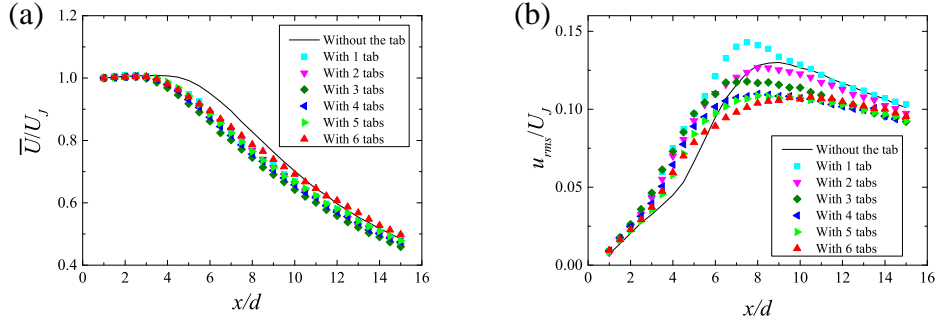 (a)
1.2
1.0
0.8
0.6
0.4
U̅/U_J
0 2 4 6 8 10 12 14 16
x/d
Without the tab
With 1 tab
With 2 tabs
With 3 tabs
With 4 tabs
With 5 tabs
With 6 tabs
(b)
0.15
0.10
0.05
0.00
u_rms/U_J
0 2 4 6 8 10 12 14 16
x/d
Without the tab
With 1 tab
With 2 tabs
With 3 tabs
With 4 tabs
With 5 tabs
With 6 tabs